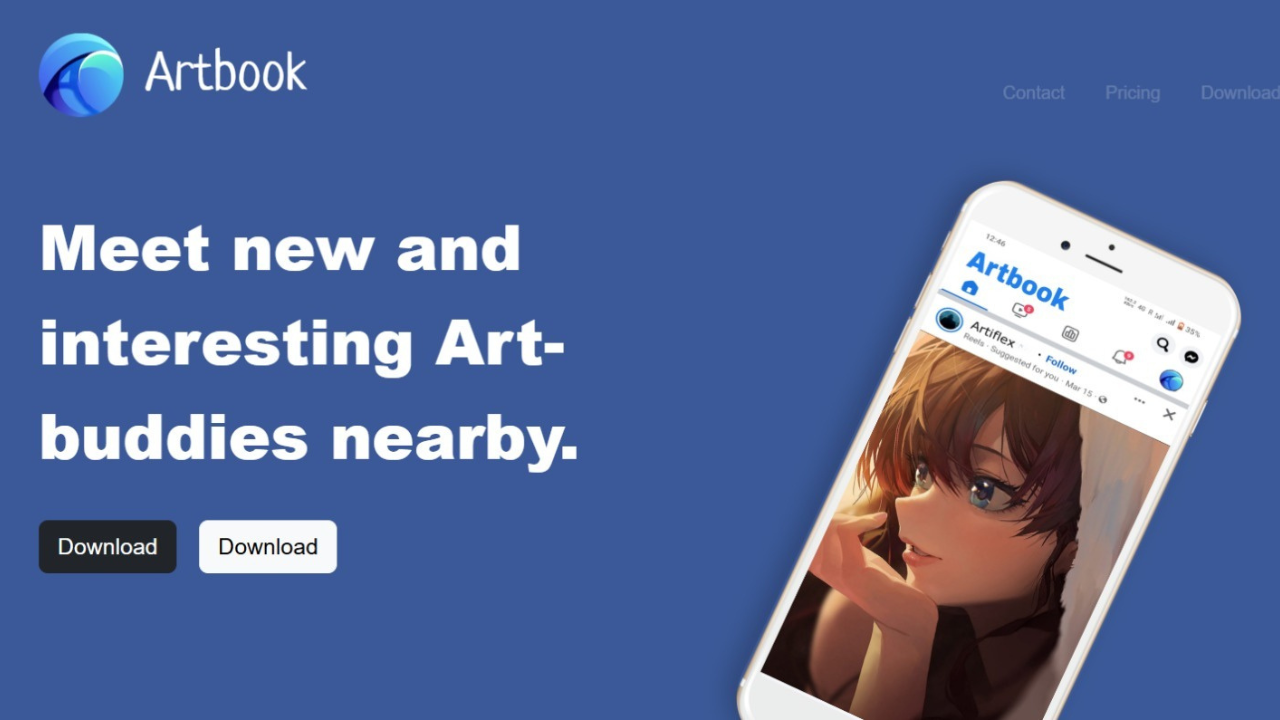 Artbook
Contact Pricing Download
Meet new and
interesting Art-
buddies nearby.
Download Download
12:46
35%
Artbook
Artiflex · Follow
Reels · Suggested for you · Mar 15 ·